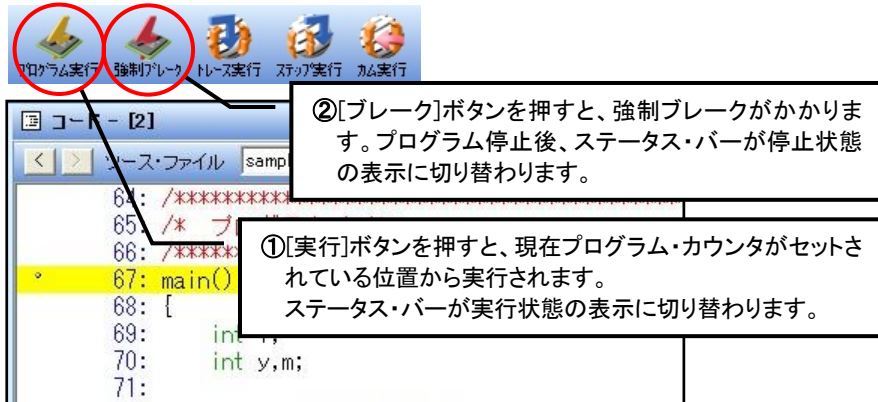 プログラム実行 強制ブレーク トレース実行 ステップ実行 カム実行
コード - [2]
②[ブレーク]ボタンを押すと、強制ブレークがかかりま
す。プログラム停止後、ステータス・バーが停止状態
の表示に切り替わります。
< > ソース・ファイル samp
64: /*******************************************
65: /* プ
66: /*****
①[実行]ボタンを押すと、現在プログラム・カウンタがセットさ
れている位置から実行されます。
ステータス・バーが実行状態の表示に切り替わります。
67: main()
68: {
69: int
70: int y,m;
71: